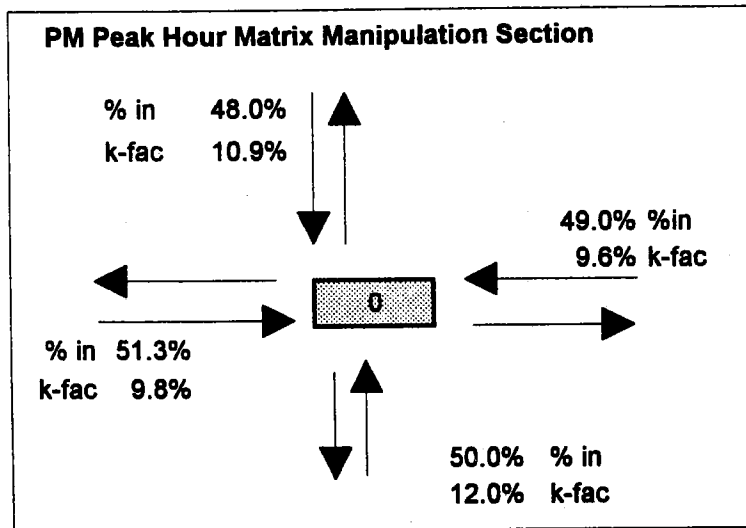 PM Peak Hour Matrix Manipulation Section
% in 48.0%
k-fac 10.9%
49.0% %in
9.6% k-fac
0
% in 51.3%
k-fac 9.8%
50.0% % in
12.0% k-fac